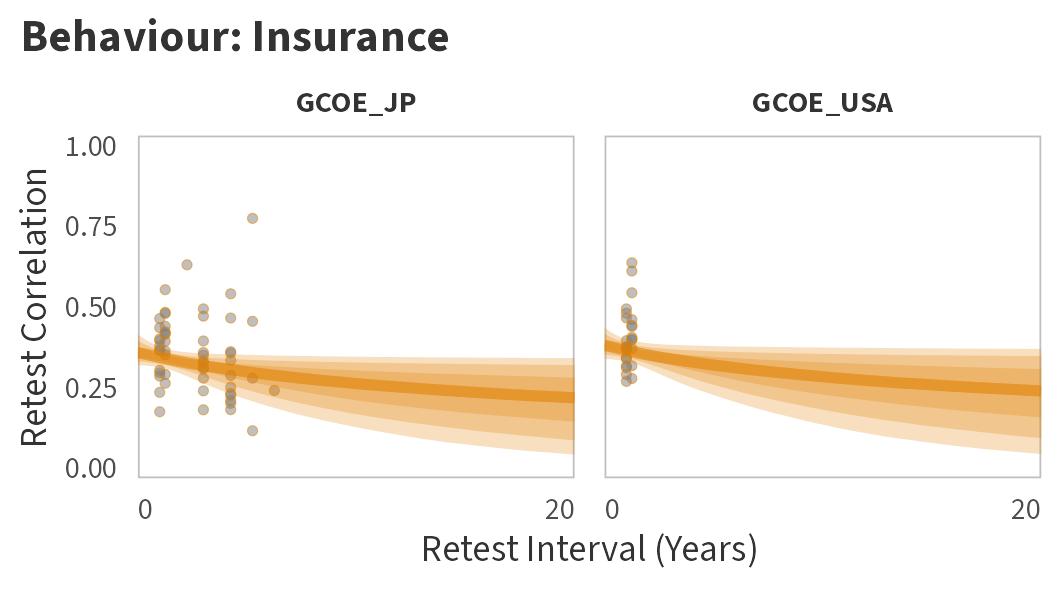 Behaviour: Insurance
GCOE_JP
GCOE_USA
Retest Correlation
1.00
0.75
0.50
0.25
0.00
0
20
0
20
Retest Interval (Years)